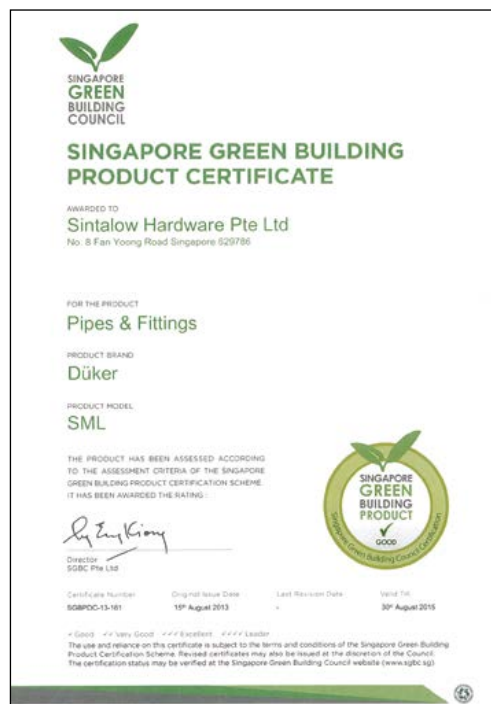 SINGAPORE
GREEN
BUILDING
COUNCIL
SINGAPORE GREEN BUILDING
PRODUCT CERTIFICATE
AWARDED TO
Sintalow Hardware Pte Ltd
No. 8 Fan Yoong Road Singapore 629786
FOR THE PRODUCT
Pipes & Fittings
PRODUCT BRAND
Düker
PRODUCT MODEL
SML
THE PRODUCT HAS BEEN ASSESSED ACCORDING
TO THE ASSESSMENT CRITERIA OF THE SINGAPORE
GREEN BUILDING PRODUCT CERTIFICATION SCHEME.
IT HAS BEEN AWARDED THE RATING :
SINGAPORE
GREEN
BUILDING
PRODUCT
✓
GOOD
Singapore Green Building Council Certification
Director
SGBC Pte Ltd
Certificate Number Original Issue Date Last Revision Date Valid Till
SGBPDC-13-161 15th August 2013 - 30th August 2015
✓ Good ✓✓ Very Good ✓✓✓ Excellent ✓✓✓✓ Leader
The use and reliance on this certificate is subject to the terms and conditions of the Singapore Green Building
Product Certification Scheme. Revised certificates may also be issued at the discretion of the Council.
The certification status may be verified at the Singapore Green Building Council website (www.sgbc.sg)